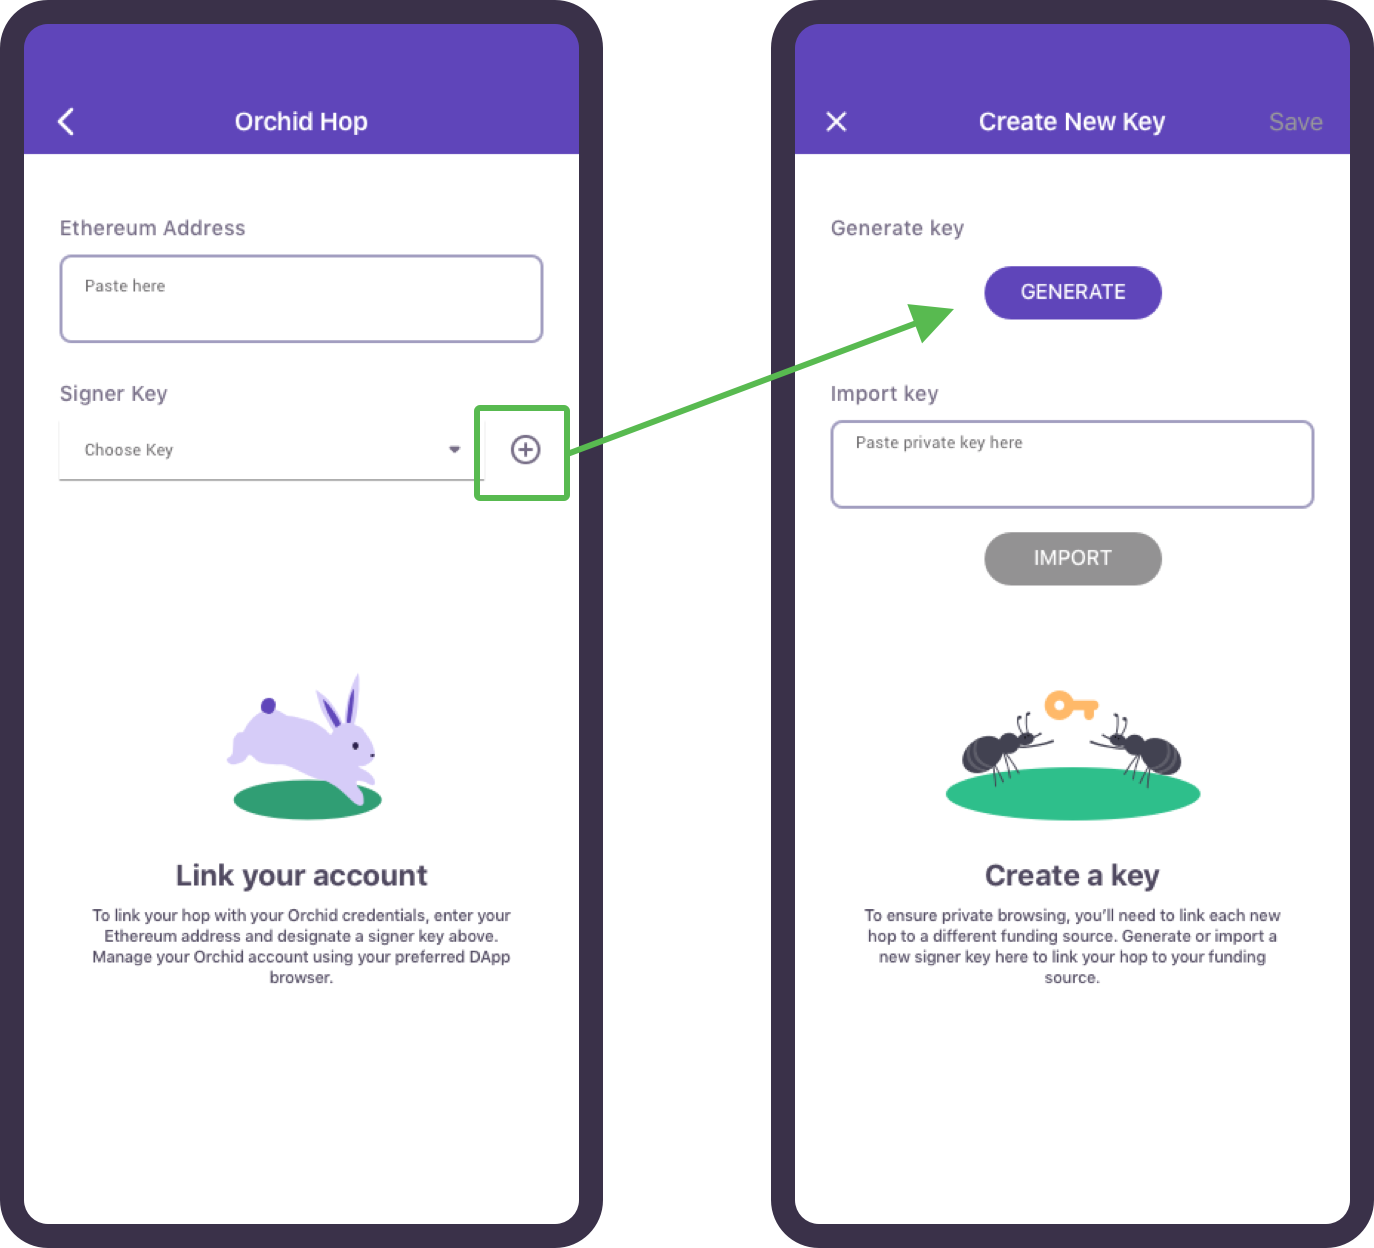 Orchid Hop
Ethereum Address
Paste here
Signer Key
Choose Key
Link your account
To link your hop with your Orchid credentials, enter your
Ethereum address and designate a signer key above.
Manage your Orchid account using your preferred DApp
browser.
Create New Key
Save
Generate key
GENERATE
Import key
Paste private key here
IMPORT
Create a key
To ensure private browsing, you’ll need to link each new
hop to a different funding source. Generate or import a
new signer key here to link your hop to your funding
source.